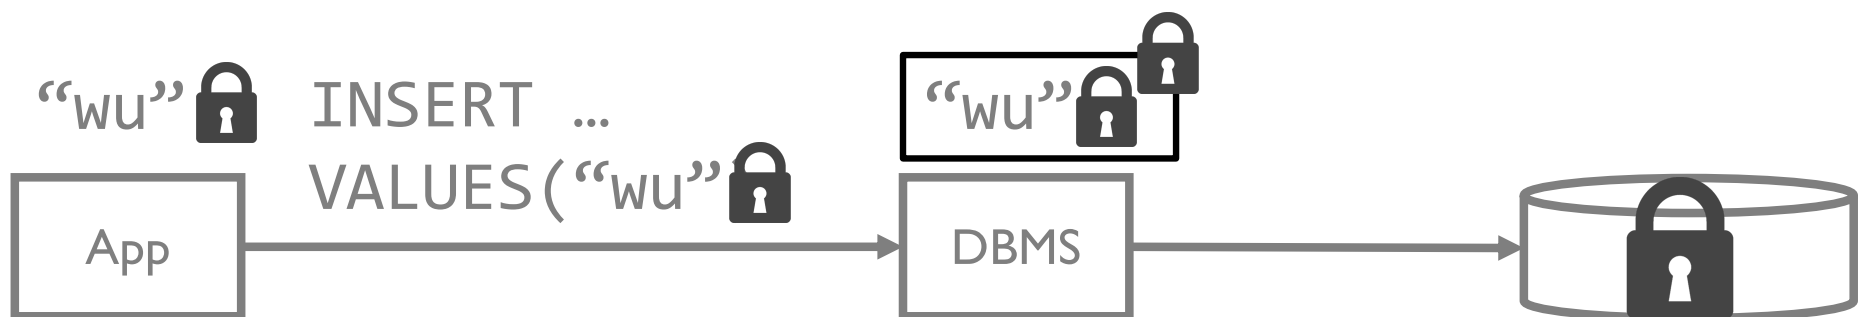 “wu”
INSERT …
VALUES(“wu”
“wu”
App
DBMS